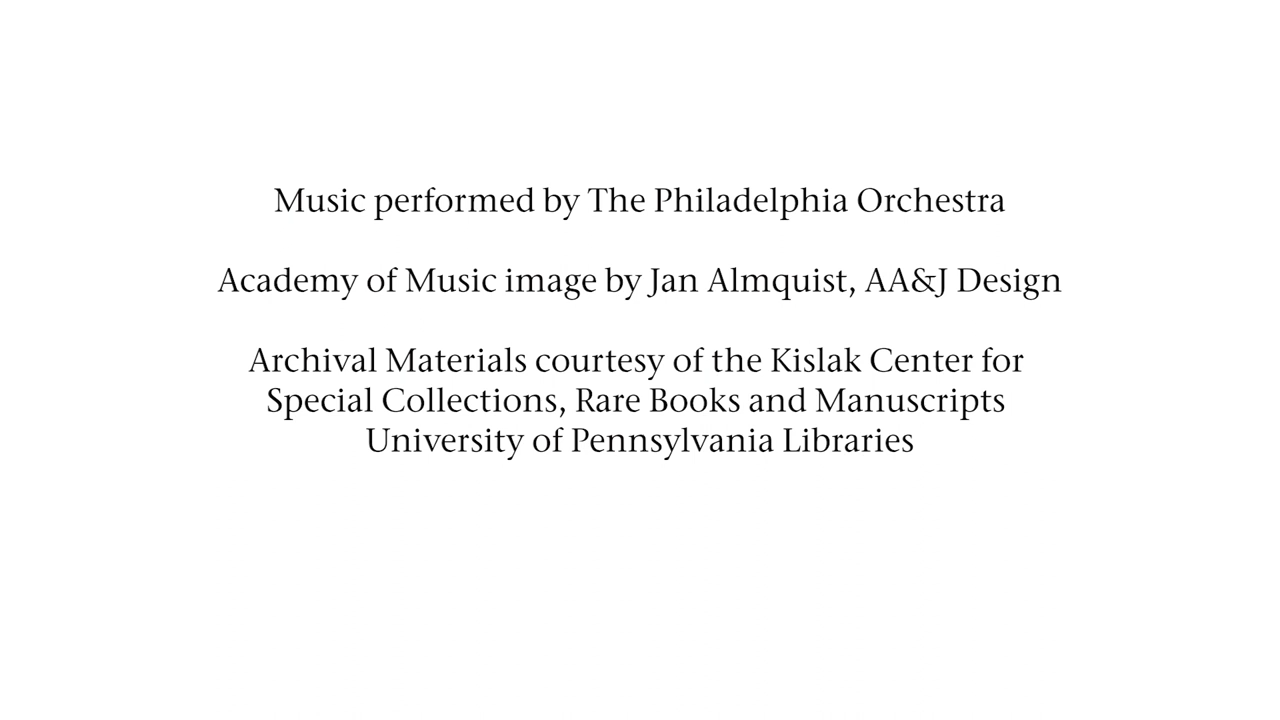 Music performed by The Philadelphia Orchestra
Academy of Music image by Jan Almquist, AA&J Design
Archival Materials courtesy of the Kislak Center for
Special Collections, Rare Books and Manuscripts
University of Pennsylvania Libraries